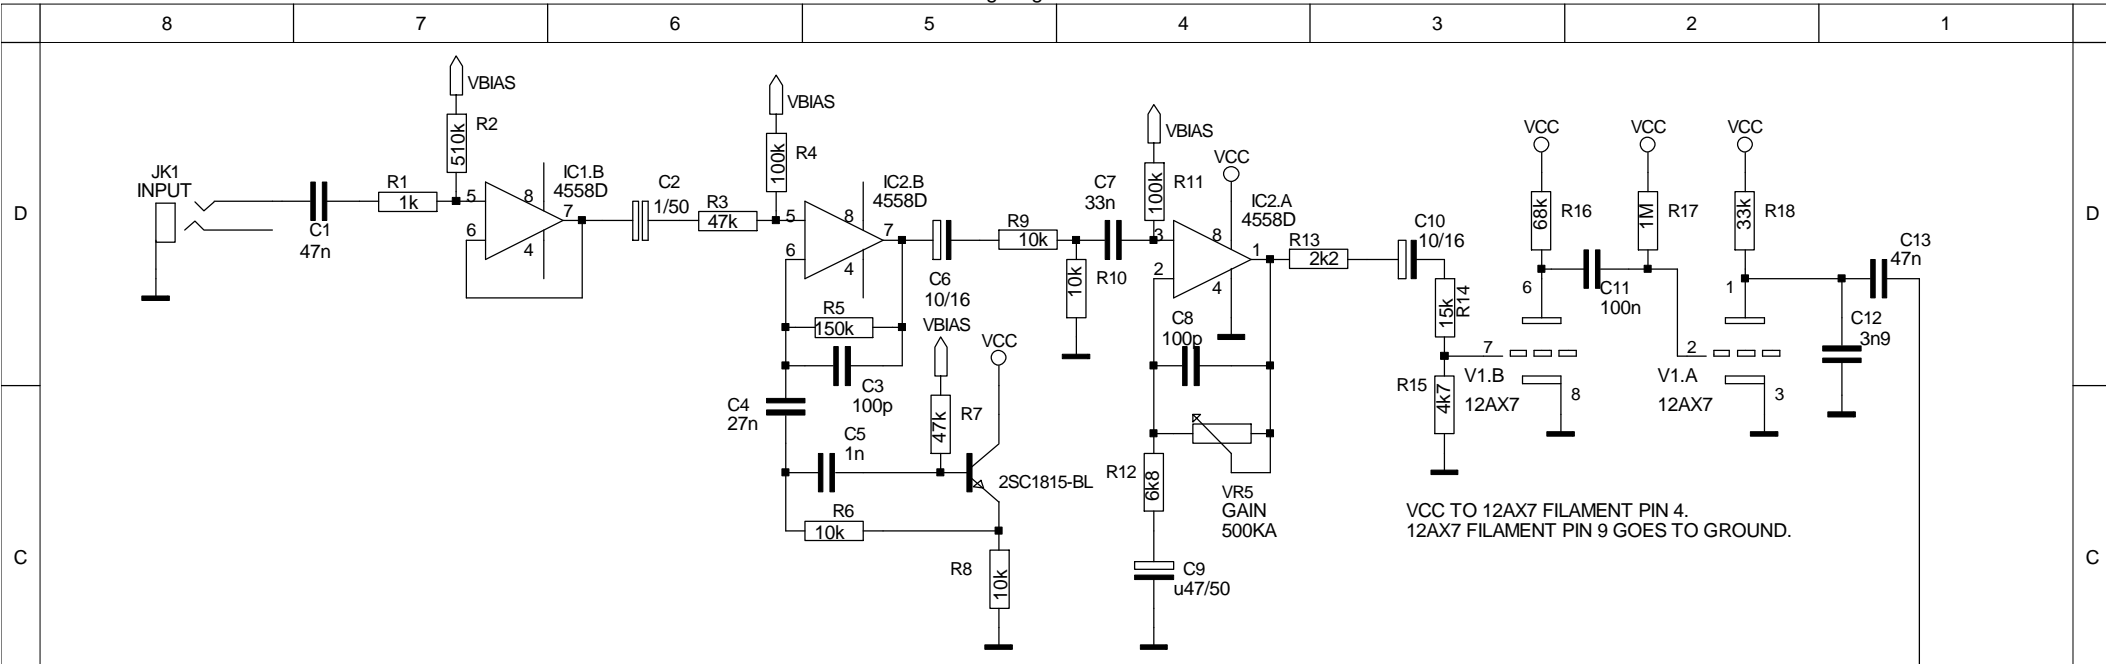 8 7 6 5 4 3 2 1
D
C
D
C
JK1
INPUT
C1
47n
R1
1k
VBIAS
510k
R2
5
6
8
4
7
IC1.B
4558D
C2
1/50
R3
47k
VBIAS
100k
R4
5
6
8
4
7
IC2.B
4558D
R5
150k
C3
100p
C4
27n
C5
1n
R6
10k
C6
10/16
VBIAS
47k
R7
VCC
2SC1815-BL
R8
10k
R9
10k
10k
R10
C7
33n
VBIAS
100k
R11
VCC
IC2.A
4558D
3
2
8
4
1
C8
100p
R12
6k8
VR5
GAIN
500KA
C9
u47/50
R13
2k2
C10
10/16
15k
R14
R15
4k7
VCC
68k
R16
6
7
8
V1.B
12AX7
C11
100n
VCC
1M
R17
VCC
33k
R18
1
2
3
V1.A
12AX7
C12
3n9
C13
47n
VCC TO 12AX7 FILAMENT PIN 4.
12AX7 FILAMENT PIN 9 GOES TO GROUND.